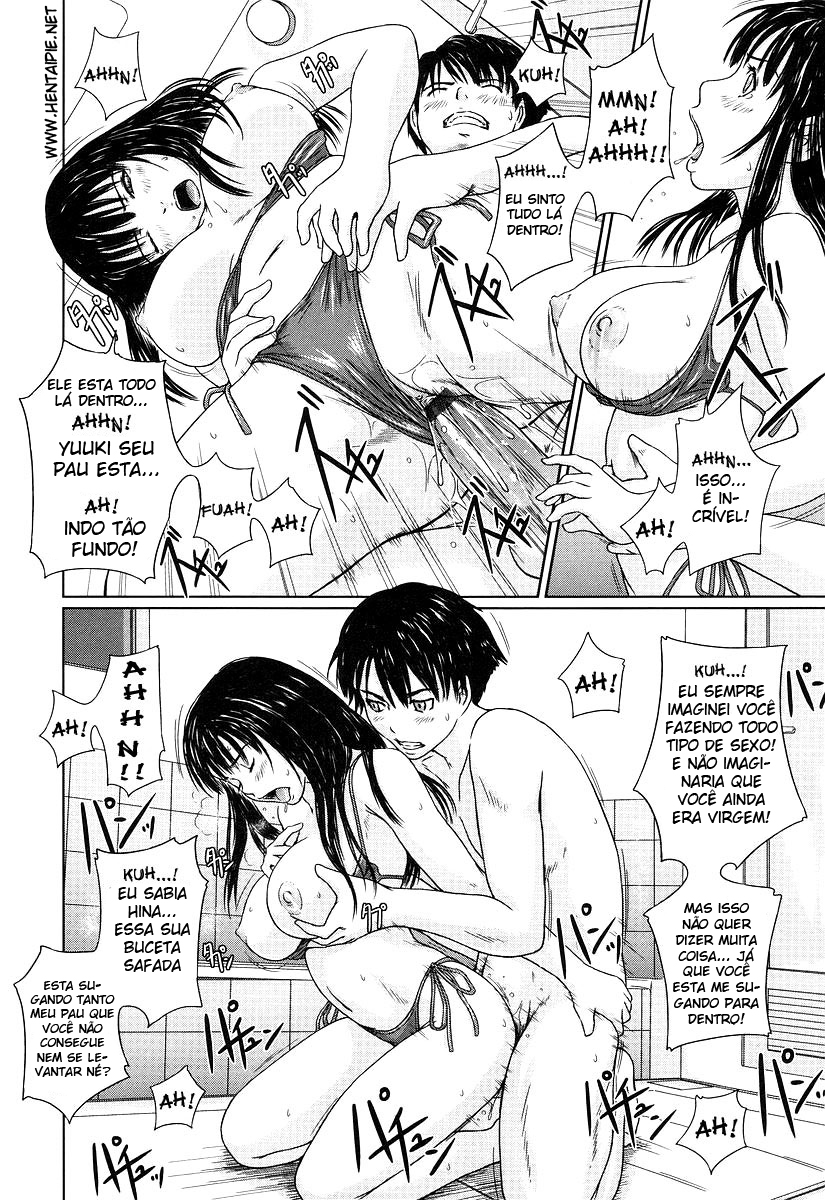 WWW.HENTAIPIE.NET
MMN!
AH!
AHHH!!
KUH!
AHHN!
AHHH...!
EU SINTO
TUDO LÁ
DENTRO!
AHHN...
ISSO...
É IN-
CRÍVEL!
AH!
ELE ESTA TODO
LÁ DENTRO...
AHHN!
YUUKI SEU
PAU ESTA...
AH!
INDO TÃO
FUNDO!
FUAH!
AH!
KUH...!
EU SEMPRE
IMAGINEI VOCÊ
FAZENDO TODO
TIPO DE SEXO!
E NÃO IMAGI-
NARIA QUE
VOCÊ AINDA
ERA VIRGEM!
MAS ISSO
NÃO QUER
DIZER MUITA
COISA... JÁ
QUE VOCÊ
ESTA ME SU-
GANDO PARA
DENTRO!
AH!
AHHN!!
AH!
KUH...!
EU SABIA
HINA...
ESSA SUA
BUCETA
SAFADA
ESTA SU-
GANDO TANTO
MEU PAU QUE
VOCÊ NÃO
CONSEGUE
NEM SE LE-
VANTAR NÉ?
AH!
AH!